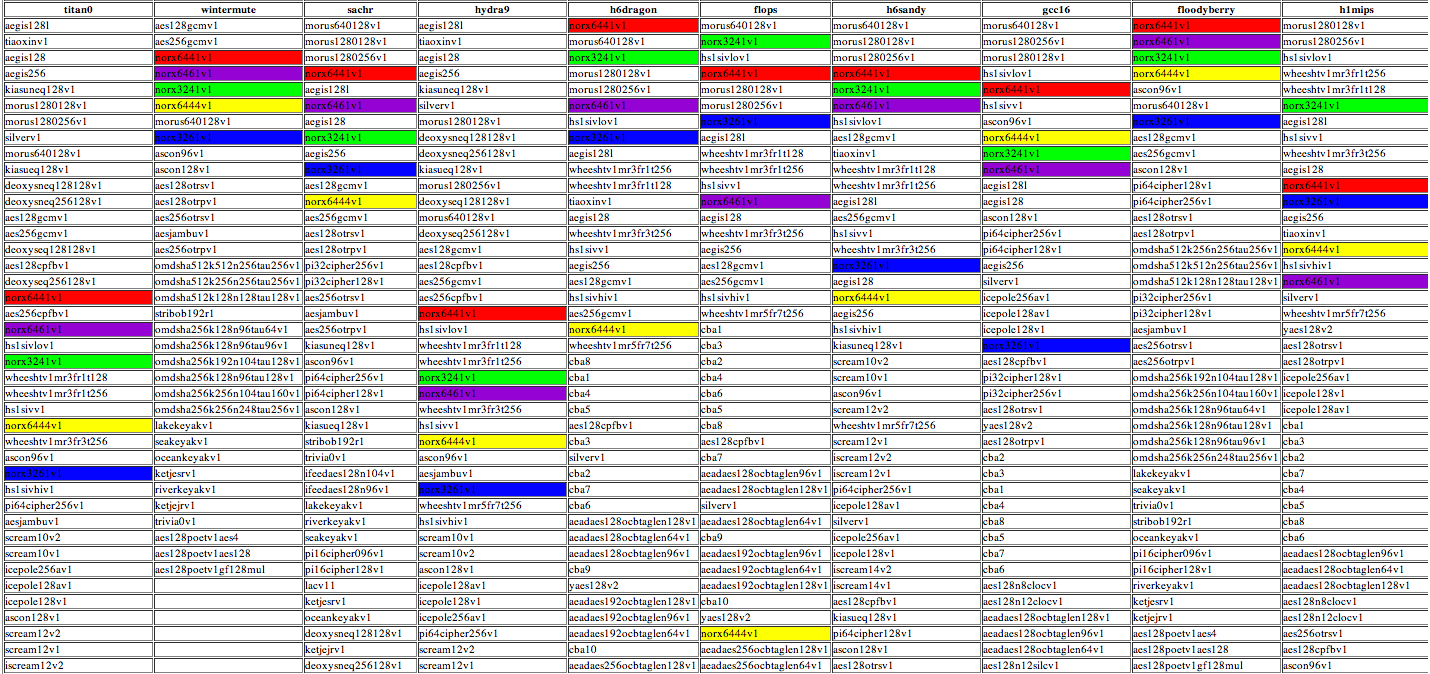 titan0 wintermute sachr hydra9 h6dragon flops h6sandy gcc16 floodyberry h1mips
aegis128l aes128gcmv1 morus640128v1 aegis128l norx6441v1 morus640128v1 morus640128v1 morus640128v1 norx6441v1 morus1280128v1
tiaoxinv1 aes256gcmv1 morus1280128v1 tiaoxinv1 morus640128v1 norx3241v1 morus1280128v1 morus1280256v1 norx6461v1 morus1280256v1
aegis128 norx6441v1 morus1280256v1 aegis128 norx3241v1 hs1sivlov1 morus1280256v1 morus1280128v1 norx3241v1 hs1sivlov1
aegis256 norx6461v1 norx6441v1 aegis256 morus1280128v1 norx6441v1 norx6441v1 hs1sivlov1 norx6444v1 wheeshtv1mr3fr1t256
kiasuneq128v1 norx3241v1 aegis128l kiasuneq128v1 morus1280256v1 morus1280128v1 norx3241v1 norx6441v1 ascon96v1 wheeshtv1mr3fr1t128
morus1280128v1 norx6444v1 norx6461v1 silverv1 norx6461v1 morus1280256v1 norx6461v1 hs1sivv1 morus640128v1 norx3241v1
morus1280256v1 morus640128v1 aegis128 morus1280128v1 hs1sivlov1 norx3261v1 hs1sivlov1 ascon96v1 norx3261v1 aegis128l
silverv1 norx3261v1 norx3241v1 deoxysneq128128v1 norx3261v1 aegis128l aes128gcmv1 norx6444v1 aes128gcmv1 hs1sivv1
morus640128v1 ascon96v1 aegis256 deoxysneq256128v1 aegis128l wheeshtv1mr3fr1t128 tiaoxinv1 norx3241v1 aes256gcmv1 wheeshtv1mr3fr3t256
kiasueq128v1 ascon128v1 norx3261v1 kiasueq128v1 wheeshtv1mr3fr1t256 wheeshtv1mr3fr1t256 wheeshtv1mr3fr1t128 norx6461v1 ascon128v1 aegis128
deoxysneq128128v1 aes128otrsv1 aes128gcmv1 morus1280256v1 wheeshtv1mr3fr1t128 hs1sivv1 wheeshtv1mr3fr1t256 aegis128l pi64cipher128v1 norx6441v1
deoxysneq256128v1 aes128otrpv1 norx6444v1 deoxyseq128128v1 tiaoxinv1 norx6461v1 aegis128l aegis128 pi64cipher256v1 norx3261v1
aes128gcmv1 aes256otrsv1 aes256gcmv1 morus640128v1 aegis128 aegis128 aes256gcmv1 ascon128v1 aes128otrsv1 aegis256
aes256gcmv1 aesjambuv1 aes128otrsv1 deoxyseq256128v1 wheeshtv1mr3fr3t256 wheeshtv1mr3fr3t256 hs1sivv1 pi64cipher256v1 aes128otrpv1 tiaoxinv1
deoxyseq128128v1 aes256otrpv1 aes128otrpv1 aes128gcmv1 hs1sivv1 aegis256 wheeshtv1mr3fr3t256 pi64cipher128v1 omdsha512k256n256tau256v1 norx6444v1
aes128cpfbv1 omdsha512k512n256tau256v1 pi32cipher256v1 aes128cpfbv1 aegis256 aes128gcmv1 norx3261v1 aegis256 omdsha512k512n256tau256v1 hs1sivhiv1
deoxyseq256128v1 omdsha512k256n256tau256v1 pi32cipher128v1 aes256gcmv1 aes128gcmv1 aes256gcmv1 aegis128 silverv1 omdsha512k128n128tau128v1 norx6461v1
norx6441v1 omdsha512k128n128tau128v1 aes256otrsv1 aes256cpfbv1 hs1sivhiv1 hs1sivhiv1 norx6444v1 icepole256av1 pi32cipher256v1 silverv1
aes256cpfbv1 stribob192r1 aesjambuv1 norx6441v1 aes256gcmv1 wheeshtv1mr5fr7t256 aegis256 icepole128av1 pi32cipher128v1 wheeshtv1mr5fr7t256
norx6461v1 omdsha256k128n96tau64v1 aes256otrpv1 hs1sivlov1 norx6444v1 cba1 hs1sivhiv1 icepole128v1 aesjambuv1 yaes128v2
hs1sivlov1 omdsha256k128n96tau96v1 kiasuneq128v1 wheeshtv1mr3fr1t128 wheeshtv1mr5fr7t256 cba3 kiasuneq128v1 norx3261v1 aes256otrsv1 aes128otrsv1
norx3241v1 omdsha256k192n104tau128v1 ascon96v1 wheeshtv1mr3fr1t256 cba8 cba2 scream10v2 aes128cpfbv1 aes256otrpv1 aes128otrpv1
wheeshtv1mr3fr1t128 omdsha256k128n96tau128v1 pi64cipher256v1 norx3241v1 cba1 cba4 scream10v1 pi32cipher128v1 omdsha256k192n104tau128v1 icepole256av1
wheeshtv1mr3fr1t256 omdsha256k256n104tau160v1 pi64cipher128v1 norx6461v1 cba4 cba6 ascon96v1 pi32cipher256v1 omdsha256k256n104tau160v1 icepole128v1
hs1sivv1 omdsha256k256n248tau256v1 ascon128v1 wheeshtv1mr3fr3t256 cba5 cba5 scream12v2 aes128otrsv1 omdsha256k128n96tau64v1 icepole128av1
norx6444v1 lakekeyakv1 kiasueq128v1 hs1sivv1 aes128cpfbv1 cba8 wheeshtv1mr5fr7t256 yaes128v2 omdsha256k128n96tau128v1 cba1
wheeshtv1mr3fr3t256 seakeyakv1 stribob192r1 norx6444v1 cba3 aes128cpfbv1 scream12v1 aes128otrpv1 omdsha256k128n96tau96v1 cba3
ascon96v1 oceankeyakv1 trivia0v1 ascon96v1 silverv1 cba7 iscream12v2 cba2 omdsha256k256n248tau256v1 cba2
norx3261v1 ketjesrv1 ifeedaes128n104v1 aesjambuv1 cba2 aeadaes128ocbtaglen96v1 iscream12v1 cba3 lakekeyakv1 cba7
hs1sivhiv1 riverkeyakv1 ifeedaes128n96v1 norx3261v1 cba7 aeadaes128ocbtaglen128v1 pi64cipher256v1 cba1 seakeyakv1 cba4
pi64cipher256v1 ketjejrv1 lakekeyakv1 wheeshtv1mr5fr7t256 cba6 silverv1 icepole128av1 cba4 trivia0v1 cba5
aesjambuv1 trivia0v1 riverkeyakv1 hs1sivhiv1 aeadaes128ocbtaglen128v1 aeadaes128ocbtaglen64v1 silverv1 cba8 stribob192r1 cba8
scream10v2 aes128poetv1aes4 seakeyakv1 scream10v1 aeadaes128ocbtaglen64v1 cba9 icepole256av1 cba5 oceankeyakv1 cba6
scream10v1 aes128poetv1aes128 pi16cipher096v1 scream10v2 aeadaes128ocbtaglen96v1 aeadaes192ocbtaglen96v1 icepole128v1 cba7 pi16cipher096v1 aeadaes128ocbtaglen96v1
icepole256av1 aes128poetv1gf128mul pi16cipher128v1 ascon128v1 cba9 aeadaes192ocbtaglen64v1 iscream14v2 cba6 pi16cipher128v1 aeadaes128ocbtaglen64v1
icepole128av1 lacv11 icepole128av1 yaes128v2 aeadaes192ocbtaglen128v1 iscream14v1 aes128n8clocv1 riverkeyakv1 aeadaes128ocbtaglen128v1
icepole128v1 ketjesrv1 icepole128v1 aeadaes192ocbtaglen128v1 cba10 aes128cpfbv1 aes128n12clocv1 ketjesrv1 aes128n8clocv1
ascon128v1 oceankeyakv1 icepole256av1 aeadaes192ocbtaglen96v1 yaes128v2 kiasueq128v1 aeadaes128ocbtaglen128v1 ketjejrv1 aes128n12clocv1
scream12v2 deoxysneq128128v1 pi64cipher256v1 aeadaes192ocbtaglen64v1 norx6444v1 pi64cipher128v1 aeadaes128ocbtaglen96v1 aes128poetv1aes4 aes256otrsv1
scream12v1 ketjejrv1 scream12v2 cba10 aeadaes256ocbtaglen128v1 ascon128v1 aeadaes128ocbtaglen64v1 aes128poetv1aes128 aes128cpfbv1
iscream12v2 deoxysneq256128v1 scream12v1 aeadaes256ocbtaglen128v1 aeadaes256ocbtaglen64v1 aes128otrsv1 aes128n12silcv1 aes128poetv1gf128mul ascon96v1